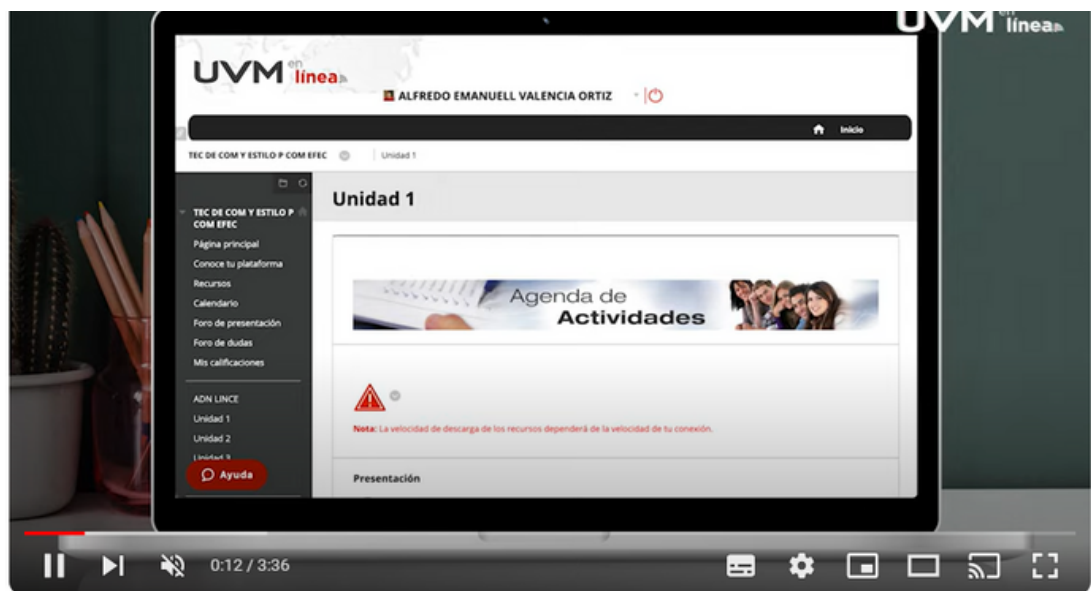 UVM en línea
UVM en línea
ALFREDO EMANUELL VALENCIA ORTIZ
Inicio
TEC DE COM Y ESTILO P COM EFEC
Unidad 1
TEC DE COM Y ESTILO P
COM EFEC
Página principal
Conoce tu plataforma
Recursos
Calendario
Foro de presentación
Foro de dudas
Mis calificaciones
ADN LINCE
Unidad 1
Unidad 2
Unidad 3
Ayuda
Unidad 1
Agenda de
Actividades
Nota: La velocidad de descarga de los recursos dependerá de la velocidad de tu conexión.
Presentación
0:12 / 3:36